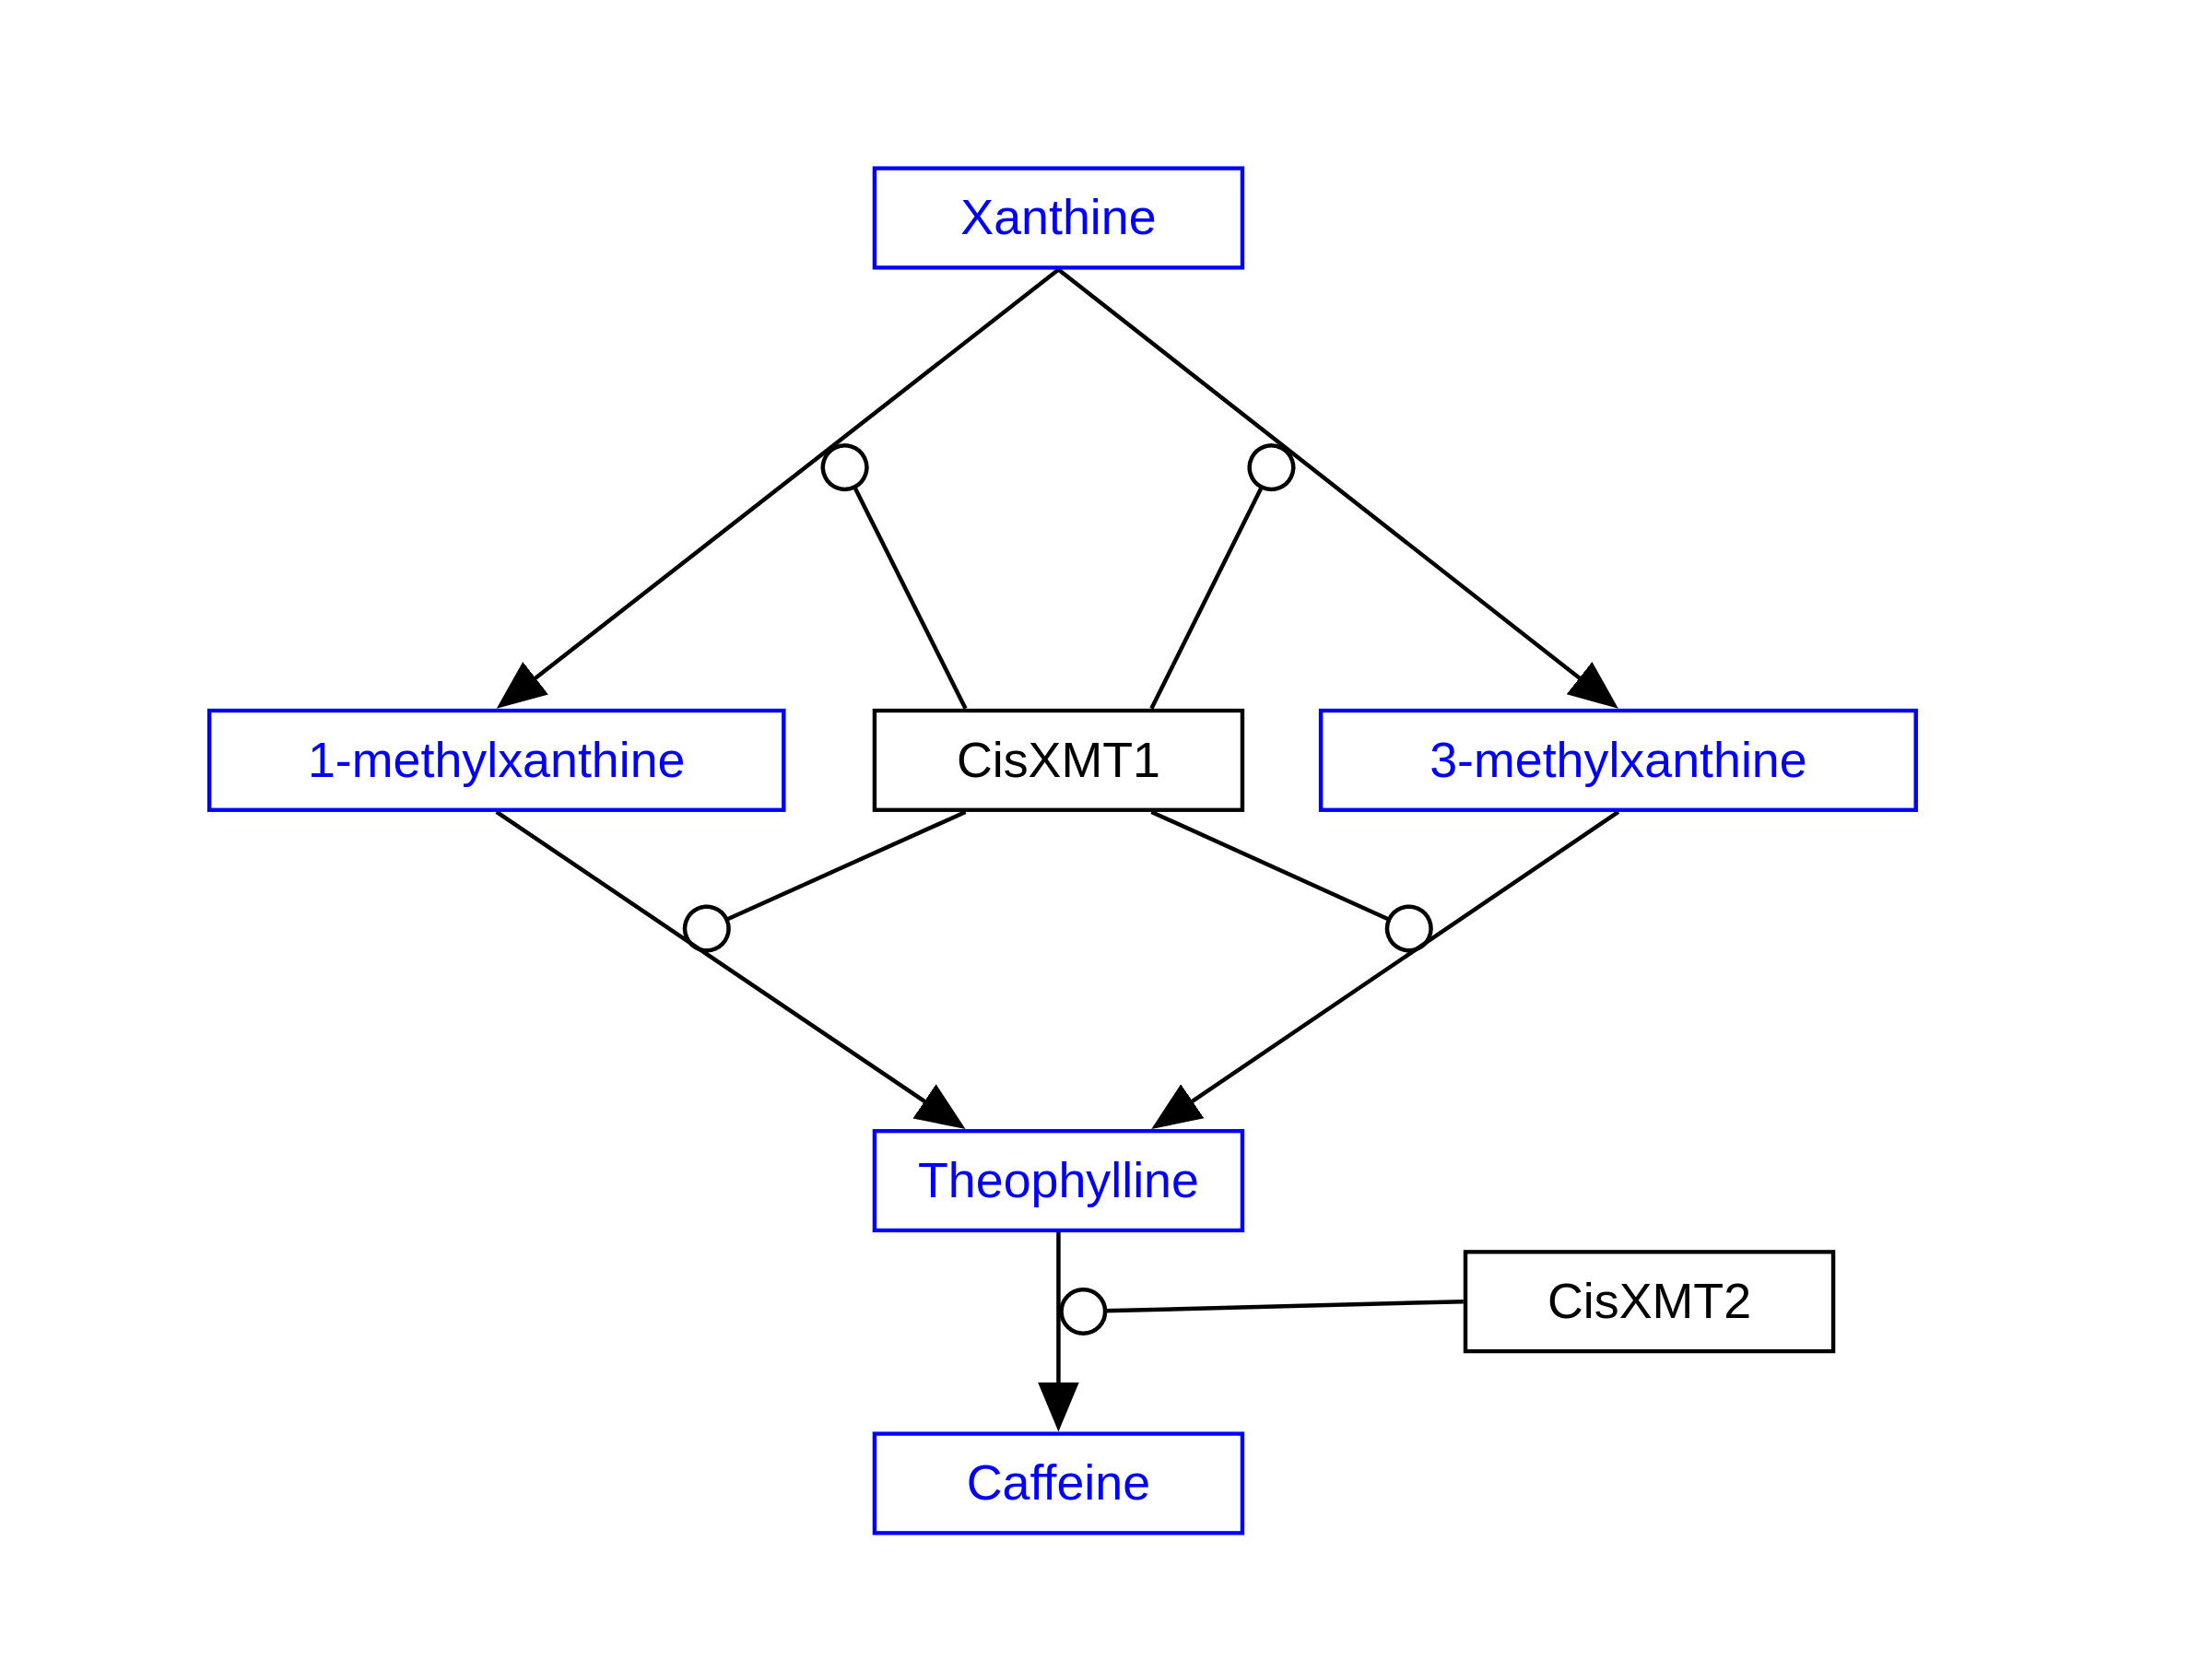 Xanthine
1-methylxanthine
CisXMT1
3-methylxanthine
Theophylline
CisXMT2
Caffeine